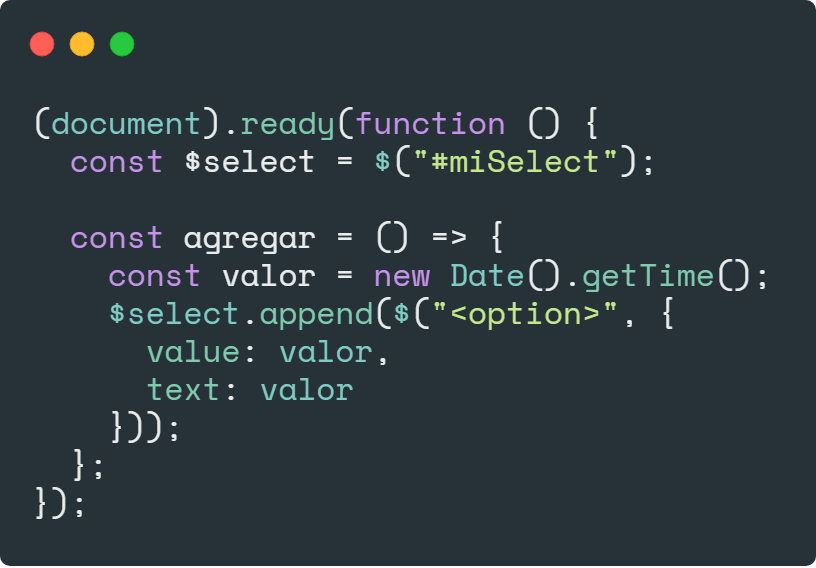 (document).ready(function () {
  const $select = $("#miSelect");

  const agregar = () => {
    const valor = new Date().getTime();
    $select.append($("<option>", {
      value: valor,
      text: valor
    }));
  };
});